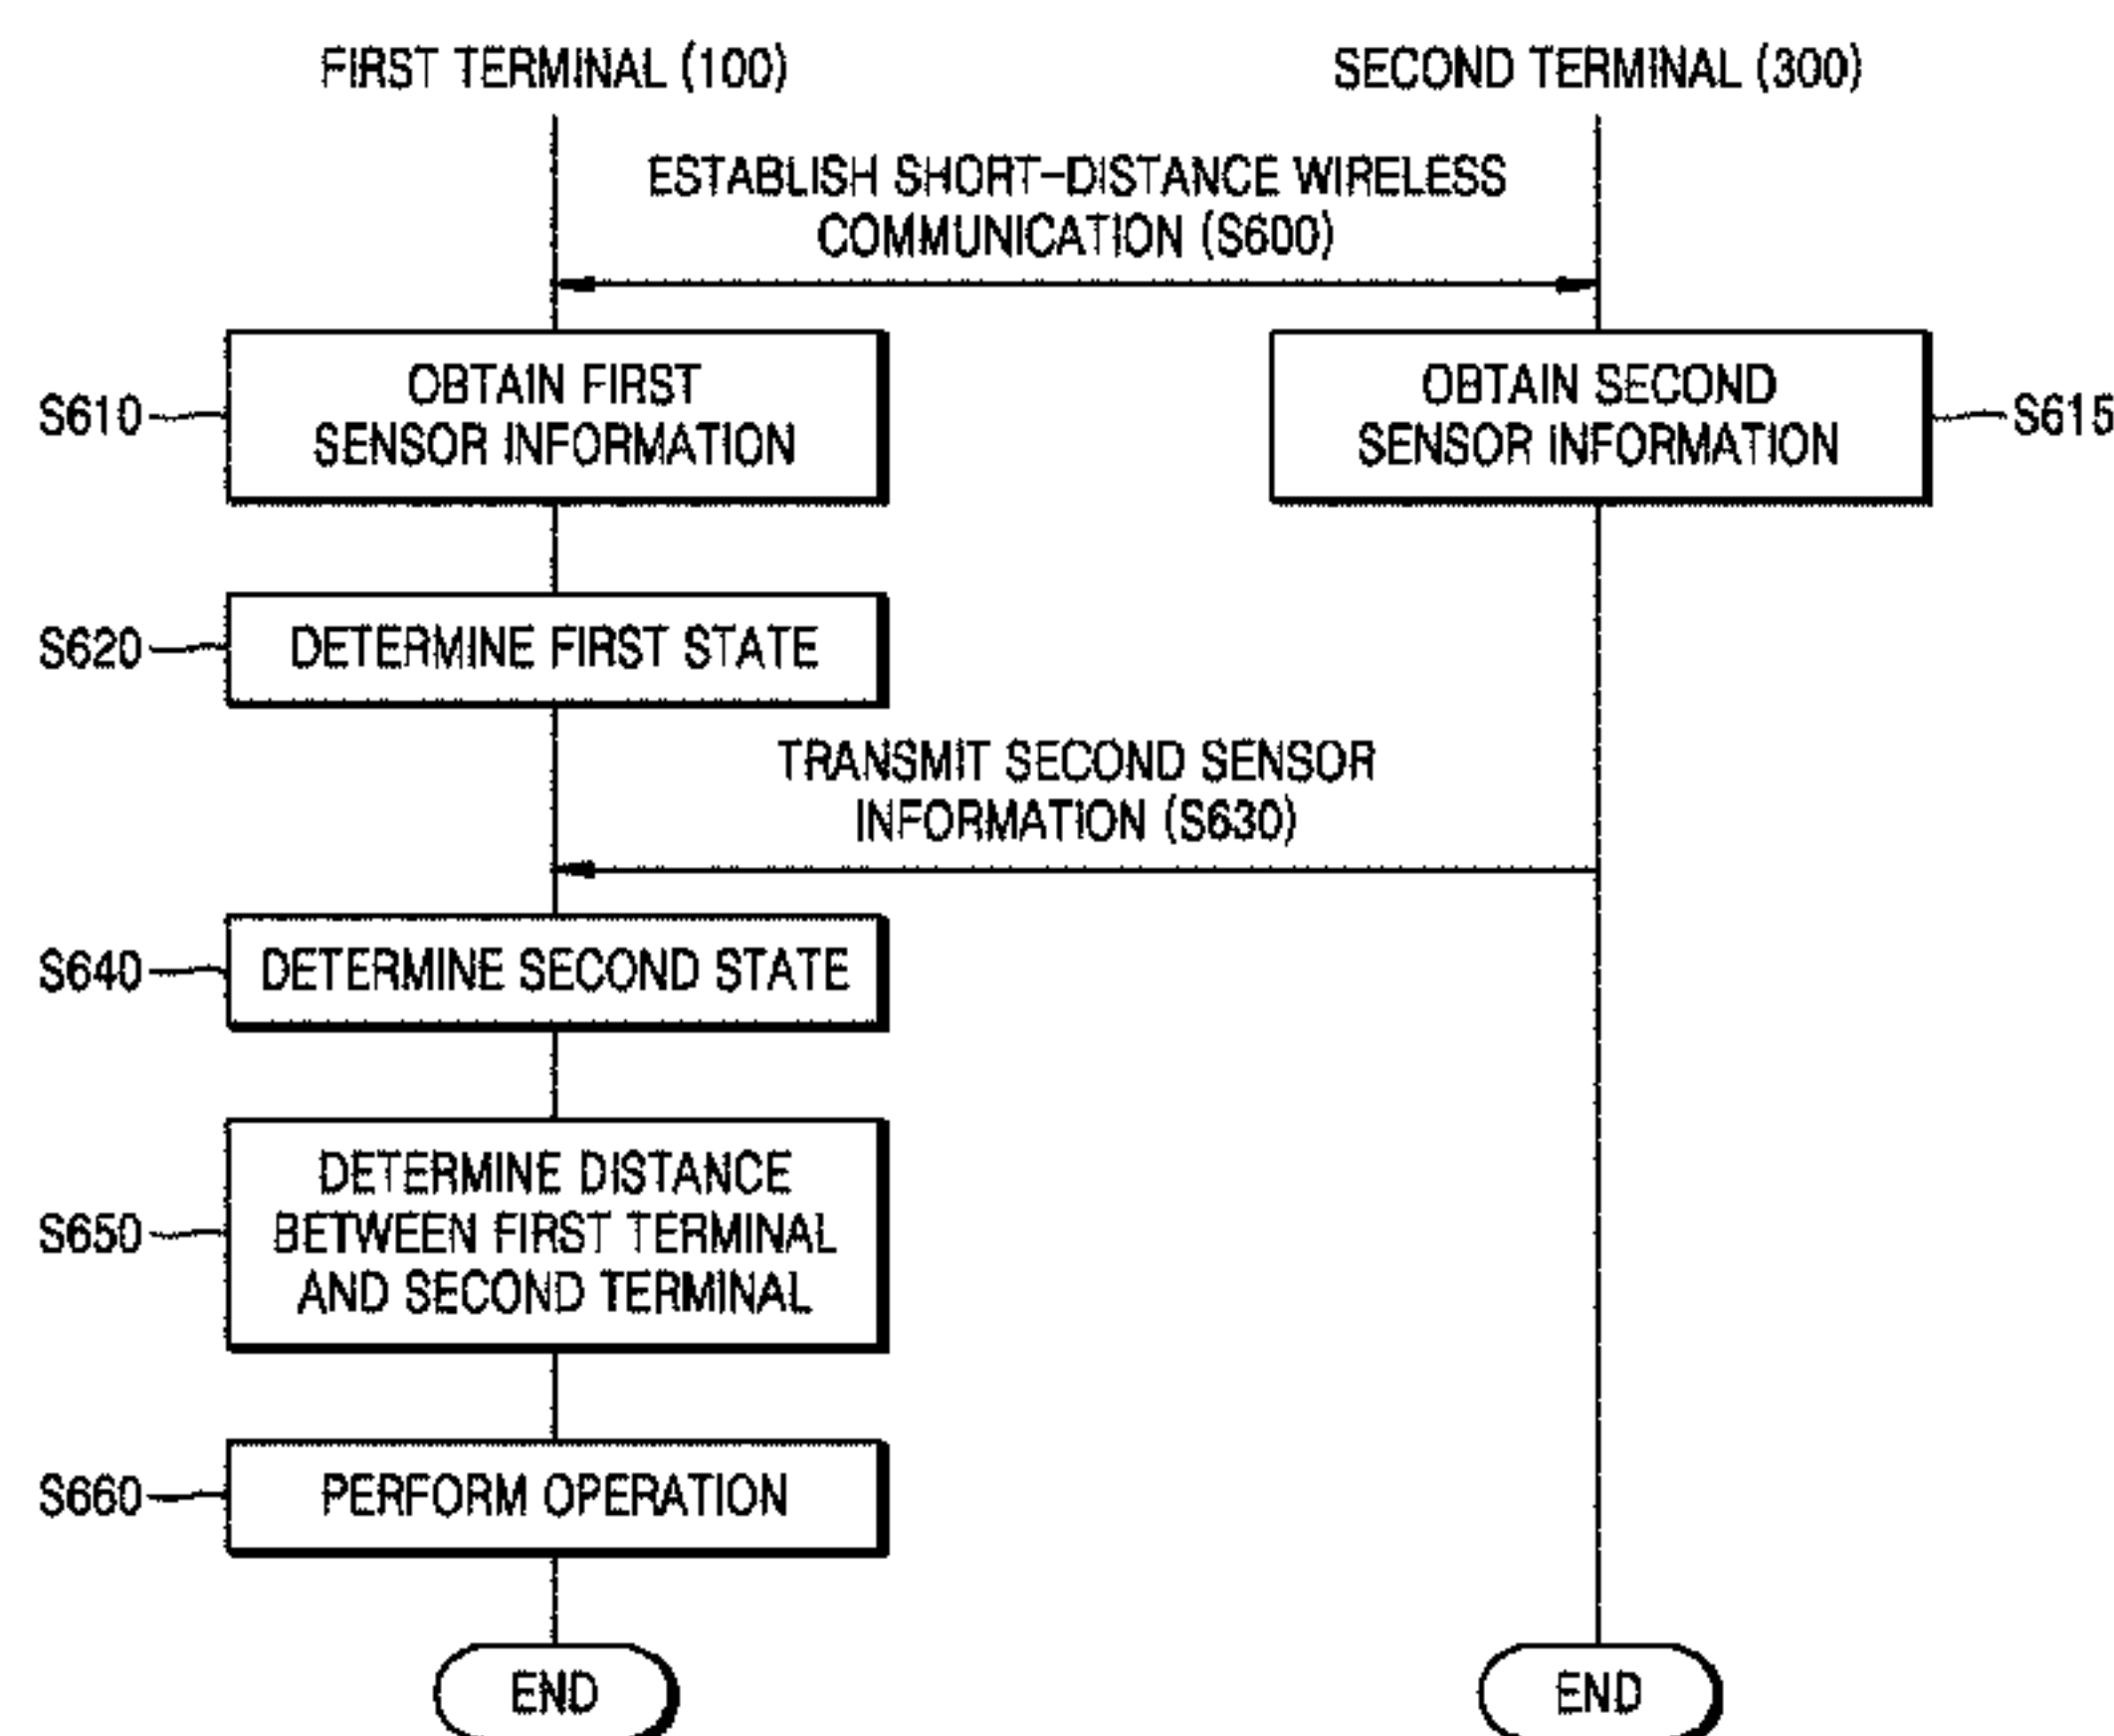 FIRST TERMINAL (100)
SECOND TERMINAL (300)
ESTABLISH SHORT-DISTANCE WIRELESS
COMMUNICATION (S600)
S610
OBTAIN FIRST
SENSOR INFORMATION
OBTAIN SECOND
SENSOR INFORMATION
S615
S620
DETERMINE FIRST STATE
TRANSMIT SECOND SENSOR
INFORMATION (S630)
S640
DETERMINE SECOND STATE
S650
DETERMINE DISTANCE
BETWEEN FIRST TERMINAL
AND SECOND TERMINAL
S660
PERFORM OPERATION
END
END